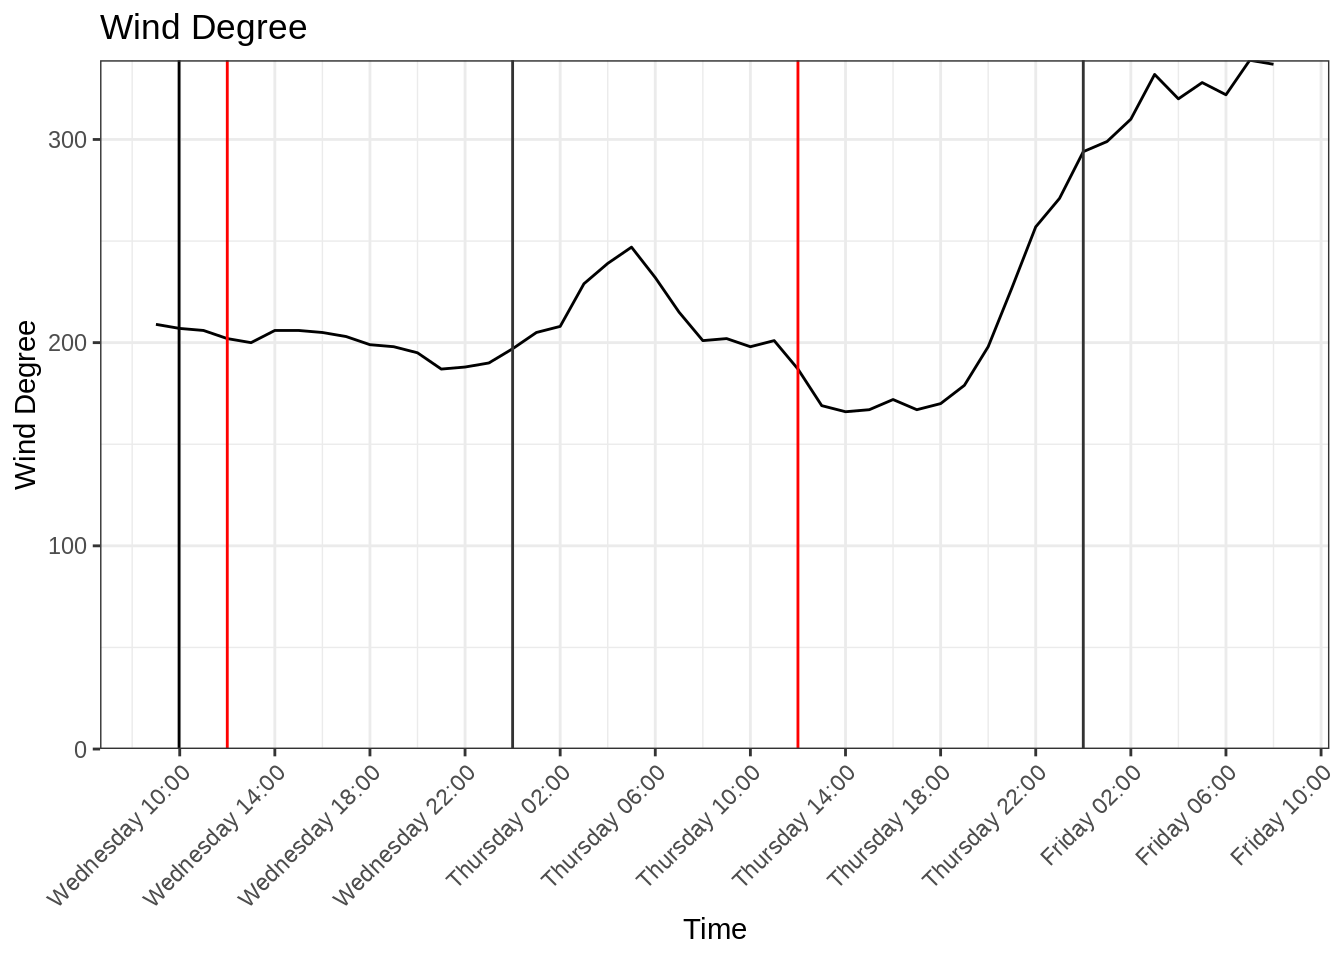 Wind Degree
Wind Degree
300
200
100
0
Wednesday 10:00
Wednesday 14:00
Wednesday 18:00
Wednesday 22:00
Thursday 02:00
Thursday 06:00
Thursday 10:00
Thursday 14:00
Thursday 18:00
Thursday 22:00
Friday 02:00
Friday 06:00
Friday 10:00
Time